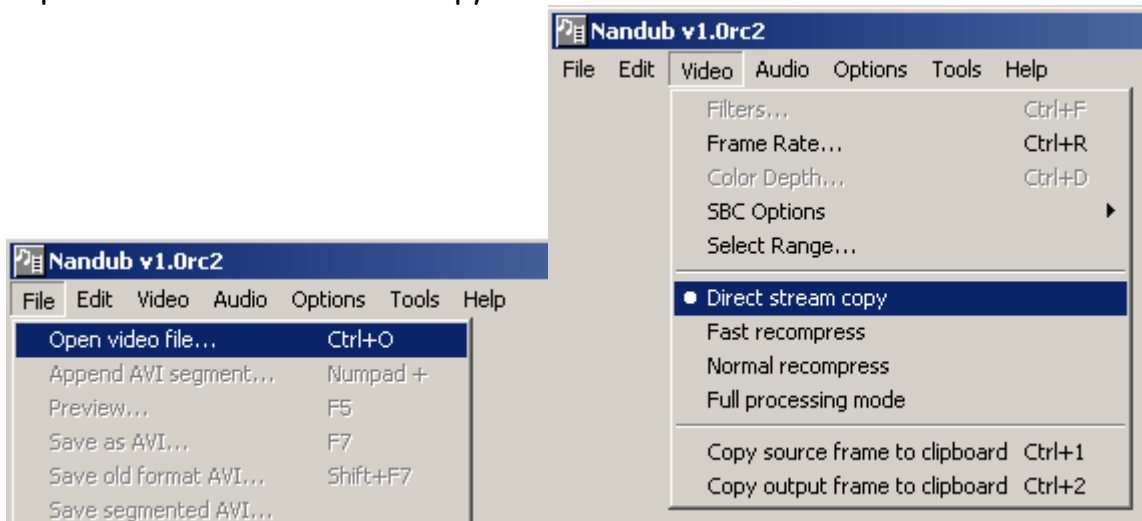 Nandub v1.0rc2
File Edit Video Audio Options Tools Help
Open video file... Ctrl+O
Append AVI segment... Numpad +
Preview... F5
Save as AVI... F7
Save old format AVI... Shift+F7
Save segmented AVI...
Nandub v1.0rc2
File Edit Video Audio Options Tools Help
Filters... Ctrl+F
Frame Rate... Ctrl+R
Color Depth... Ctrl+D
SBC Options
Select Range...
Direct stream copy
Fast recompress
Normal recompress
Full processing mode
Copy source frame to clipboard Ctrl+1
Copy output frame to clipboard Ctrl+2